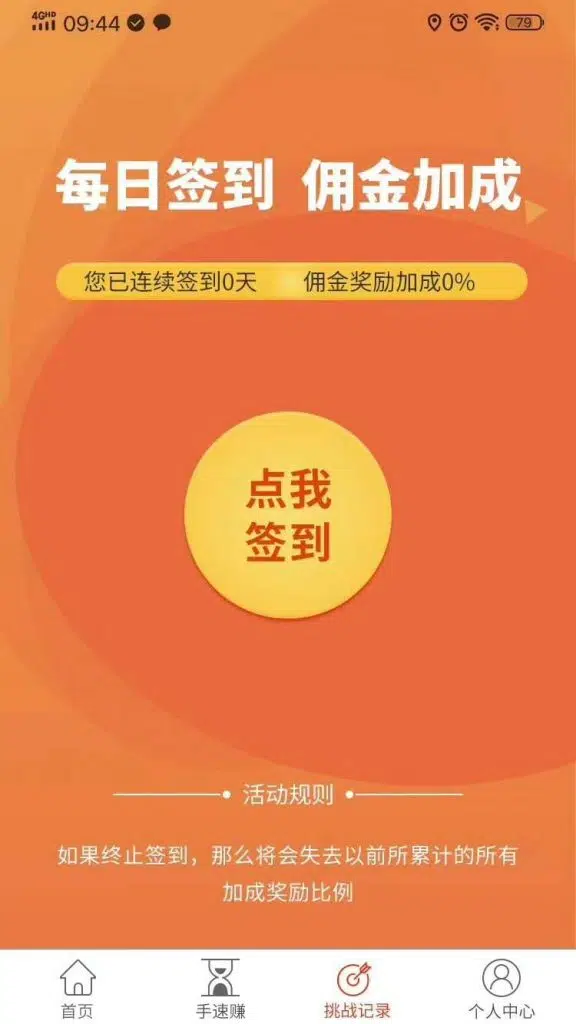 4GHD 09:44 79
每日签到 佣金加成
您已连续签到0天 佣金奖励加成0%
点我
签到
活动规则
如果终止签到，那么将会失去以前所累计的所有
加成奖励比例
首页 手速赚 挑战记录 个人中心